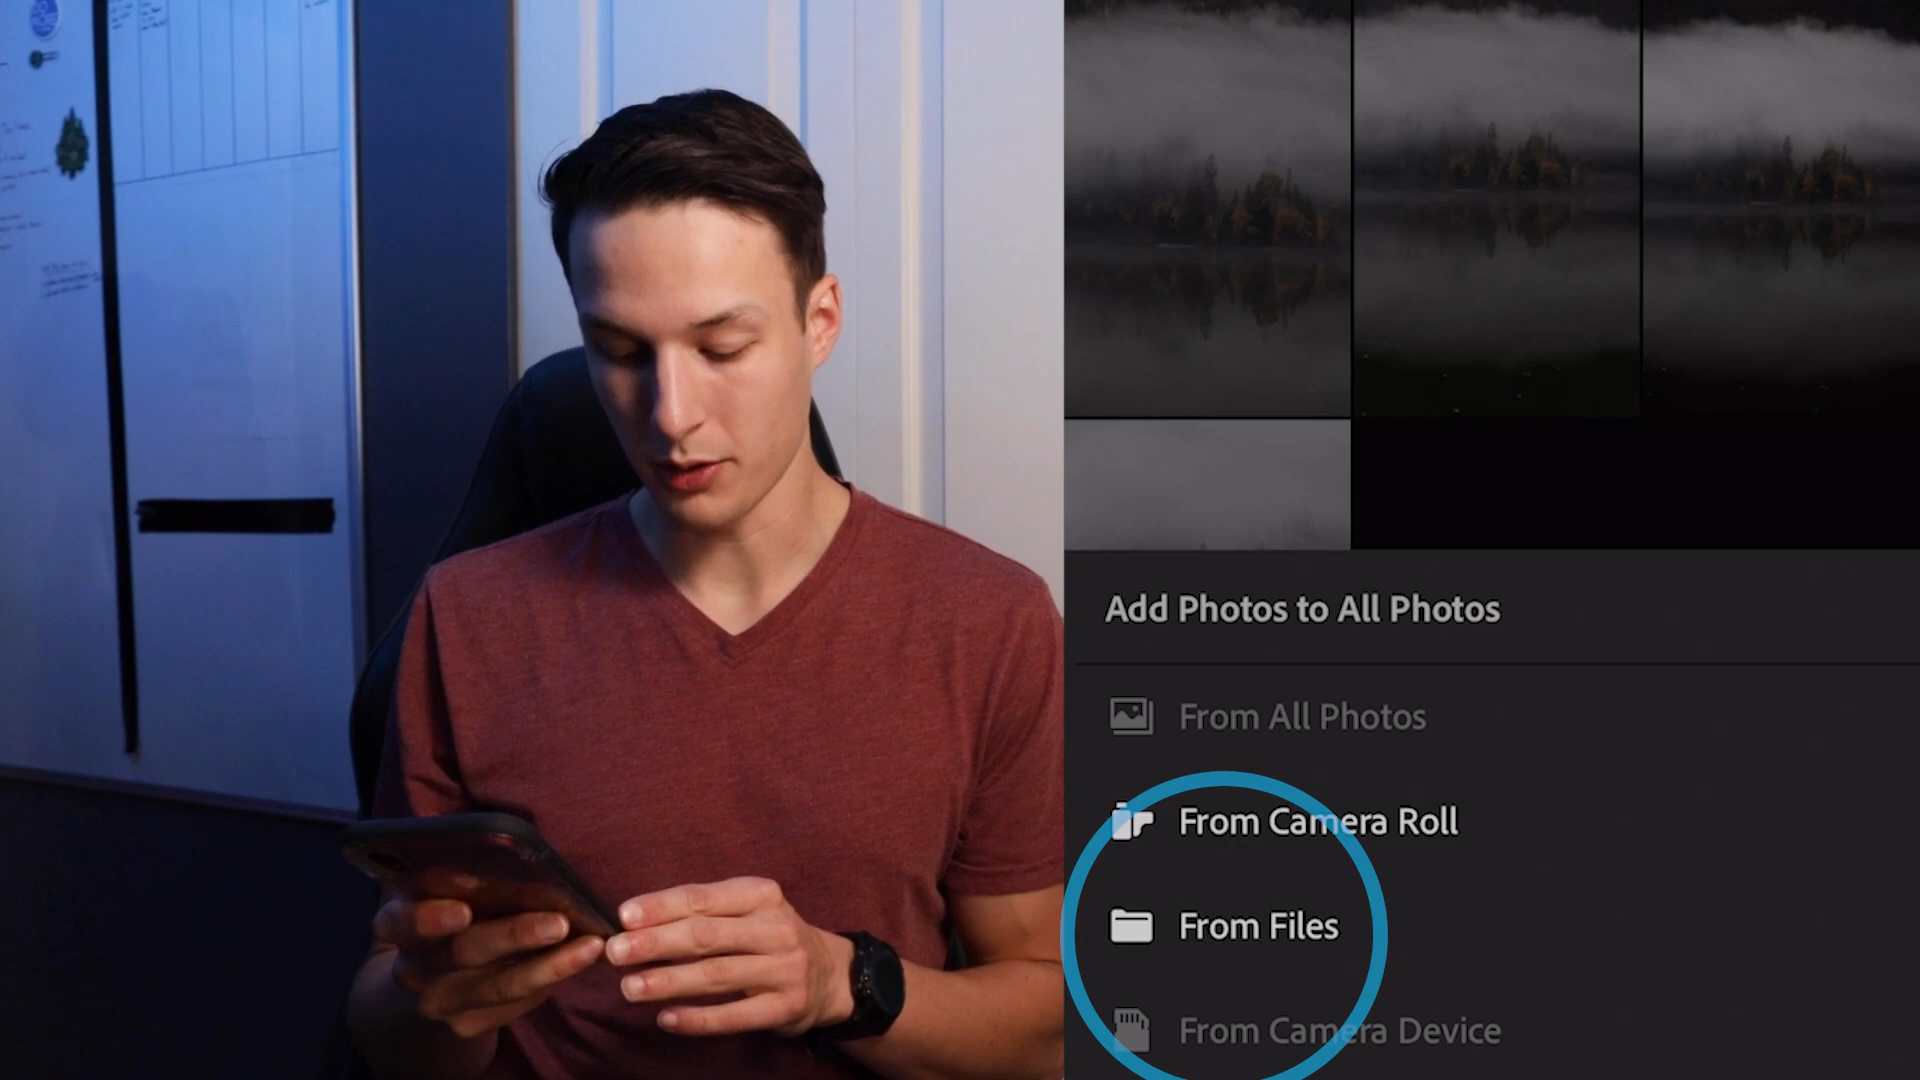 Add Photos to All Photos
From All Photos
From Camera Roll
From Files
From Camera Device